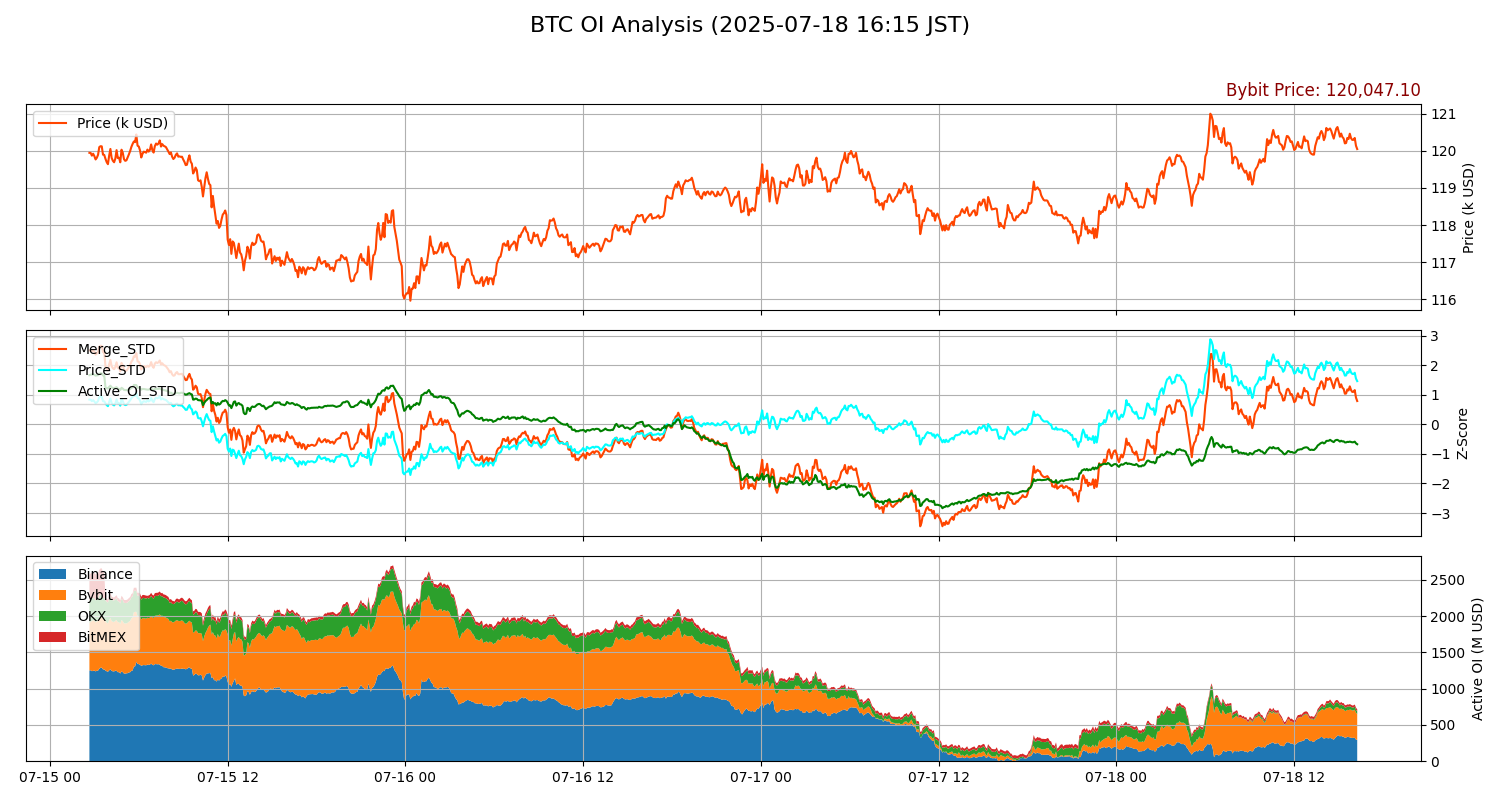 BTC OI Analysis (2025-07-18 16:15 JST)
Bybit Price: 120,047.10
Price (k USD)
121
120
119
118
117
116
Price (k USD)
Merge_STD
Price_STD
Active_OI_STD
3
2
1
0
−1
−2
−3
Z-Score
Binance
Bybit
OKX
BitMEX
2500
2000
1500
1000
500
0
Active OI (M USD)
07-15 00
07-15 12
07-16 00
07-16 12
07-17 00
07-17 12
07-18 00
07-18 12